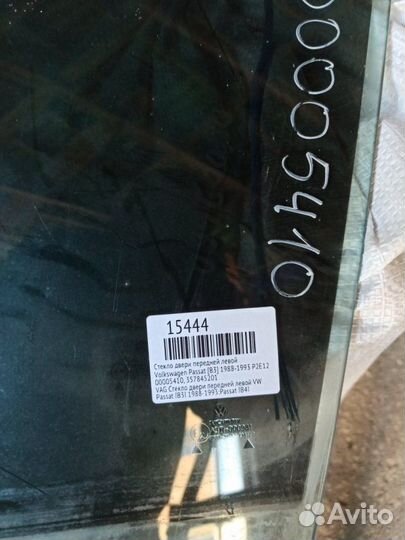 00005410
15444
Стекло двери передней левой
Volkswagen Passat [B3] 1988-1993 P2E12
00005410, 357845201
VAG Стекло двери передней левой VW
Passat (B3) 1988-1993;Passat (B4)
Avito